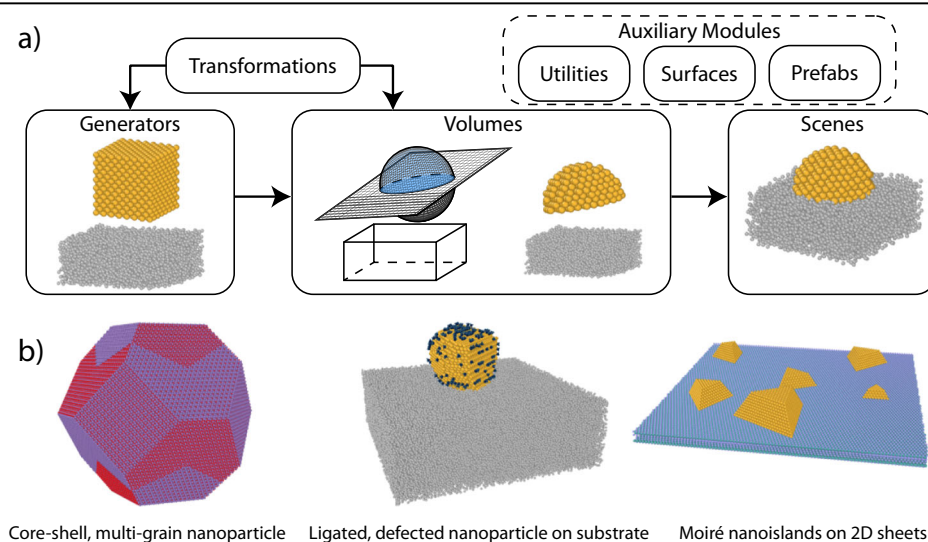 a)
Auxiliary Modules
Transformations
Utilities
Surfaces
Prefabs
Generators
Volumes
Scenes
b)
Core-shell, multi-grain nanoparticle
Ligated, defected nanoparticle on substrate
Moiré nanoislands on 2D sheets